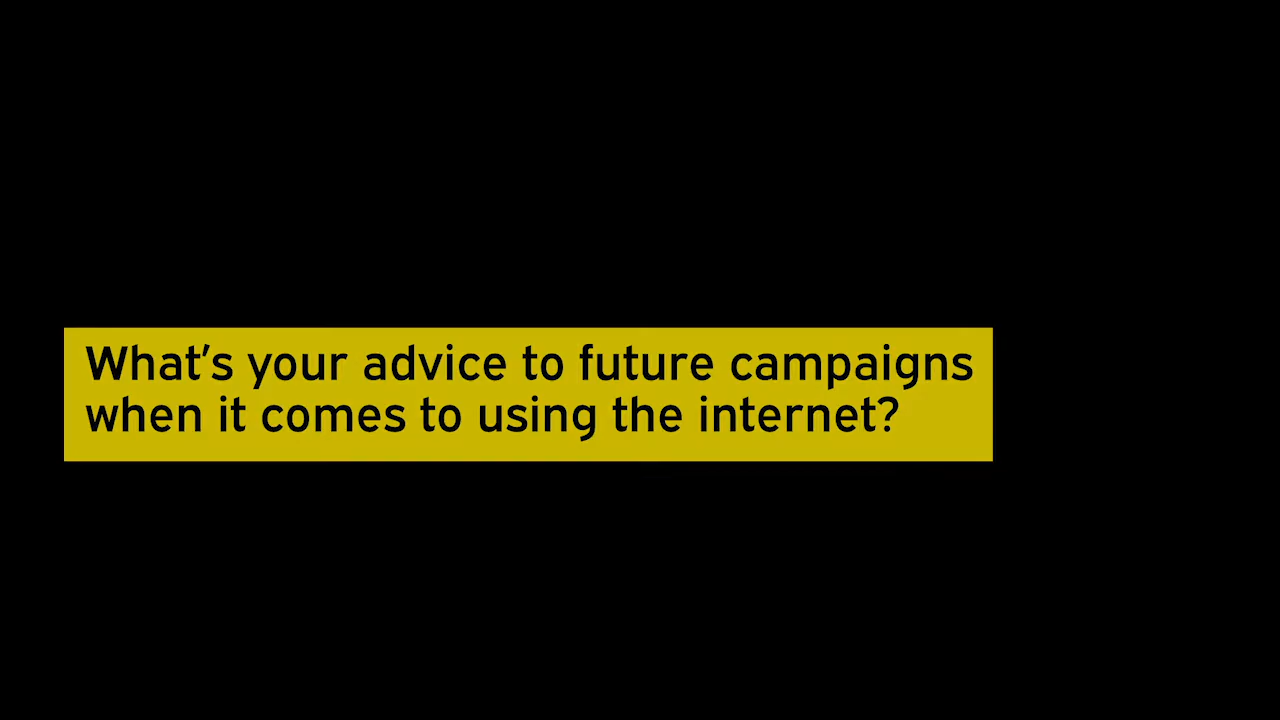 What’s your advice to future campaigns
when it comes to using the internet?